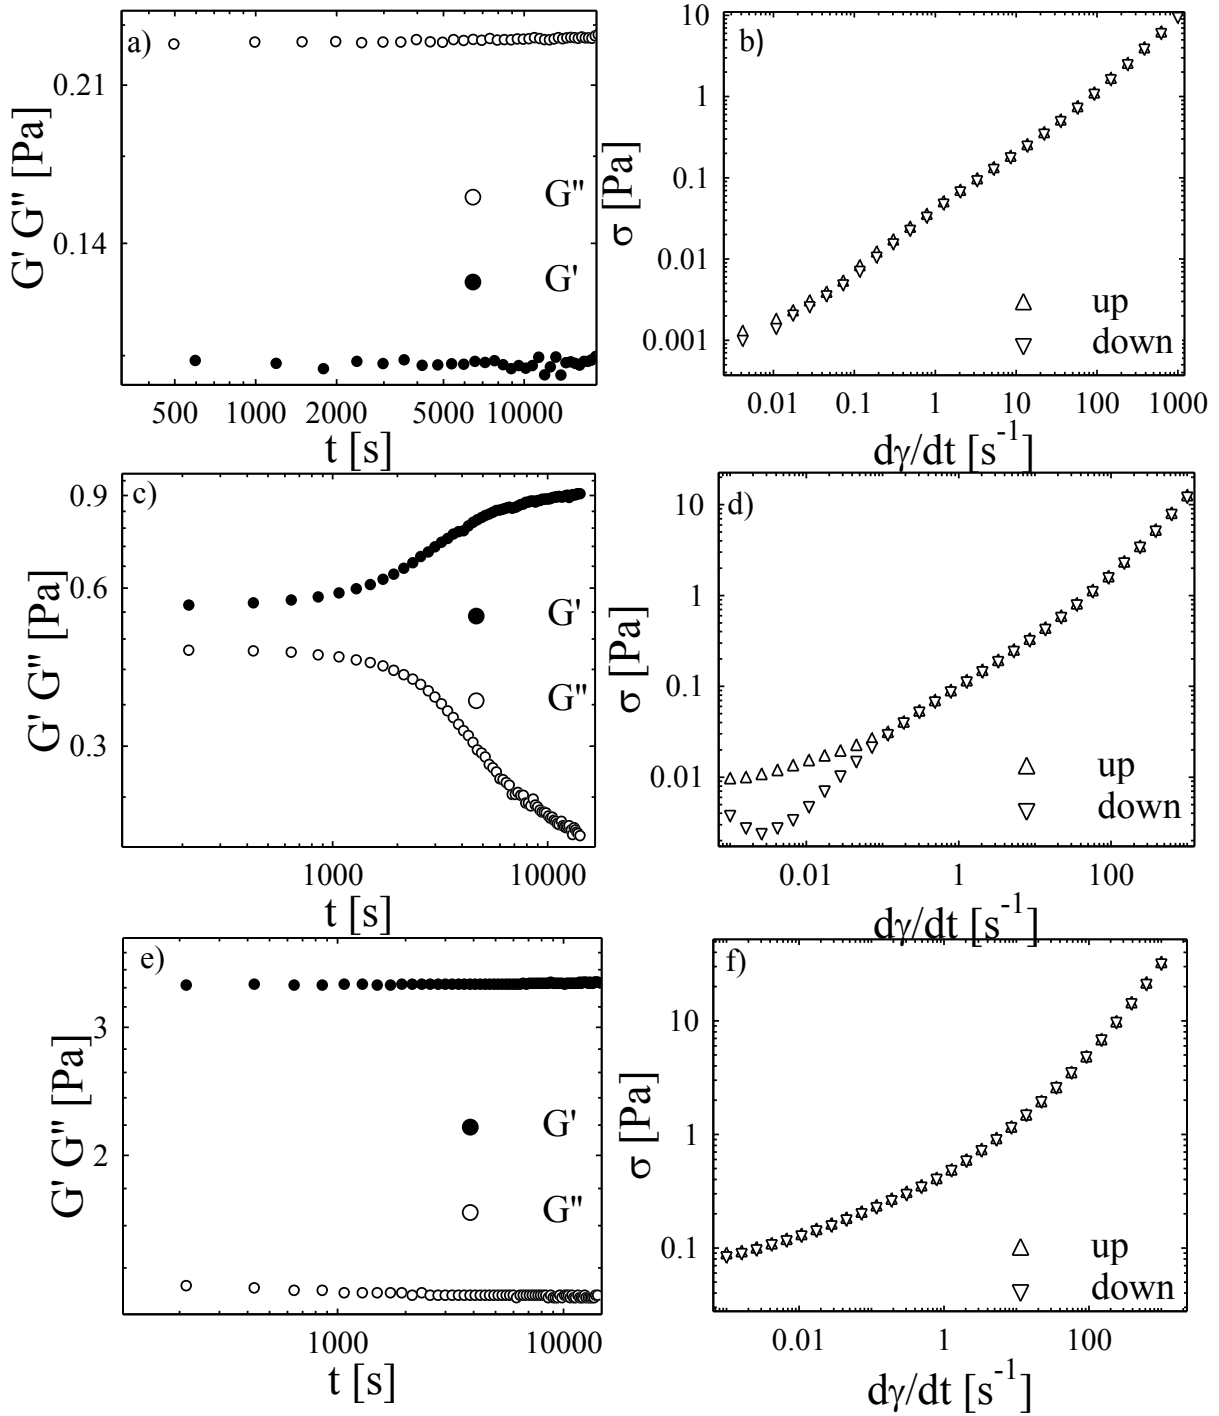 a)
G' G" [Pa]
0.21
0.14
G"
G'
500 1000 2000 5000 10000
t [s]
b)
σ [Pa]
10
1
0.1
0.01
0.001
up
down
0.01 0.1 1 10 100 1000
dγ/dt [s-1]
c)
G' G" [Pa]
0.9
0.6
0.3
G'
G"
1000 10000
t [s]
d)
σ [Pa]
10
1
0.1
0.01
up
down
0.01 1 100
dγ/dt [s-1]
e)
G' G" [Pa]
3
2
G'
G"
1000 10000
t [s]
f)
σ [Pa]
10
1
0.1
up
down
0.01 1 100
dγ/dt [s-1]